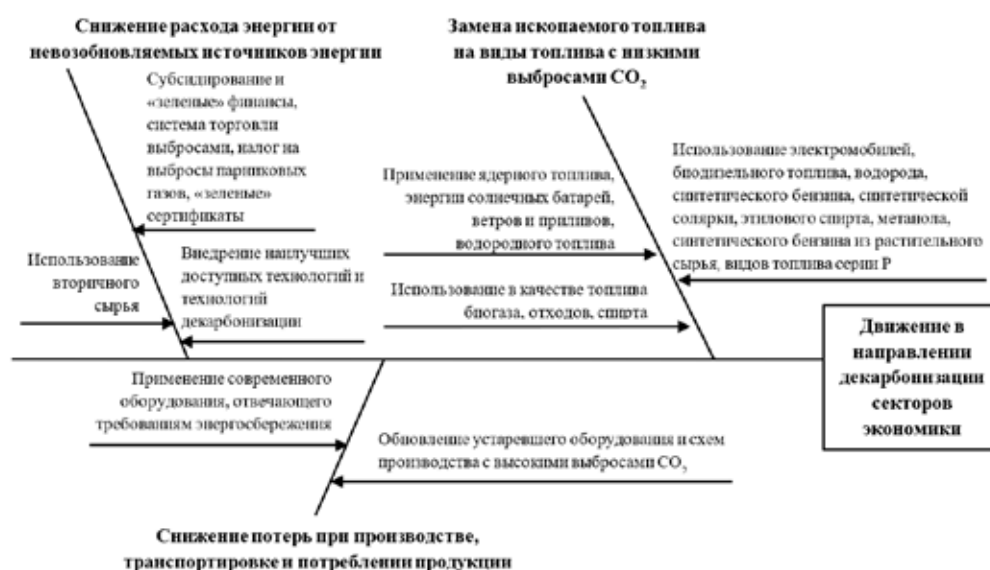 Снижение расхода энергии от
невозобновляемых источников энергии
Субсидирование и
«зеленые» финансы,
система торговли
выбросами, налог на
выбросы парниковых
газов, «зеленые»
сертификаты
Использование
вторичного
сырья
Внедрение наилучших
доступных технологий и
технологий
декарбонизации
Замена ископаемого топлива
на виды топлива с низкими
выбросами CO₂
Применение ядерного топлива,
энергии солнечных батарей,
ветров и приливов,
водородного топлива
Использование в качестве топлива
биогаза, отходов, спирта
Использование электромобилей,
биодизельного топлива, водорода,
синтетического бензина, синтетической
солярки, этилового спирта, метанола,
синтетического бензина из растительного
сырья, видов топлива серии Р
Движение в
направлении
декарбонизации
секторов
экономики
Применение современного
оборудования, отвечающего
требованиям энергосбережения
Обновление устаревшего оборудования и схем
производства с высокими выбросами CO₂
Снижение потерь при производстве,
транспортировке и потреблении продукции